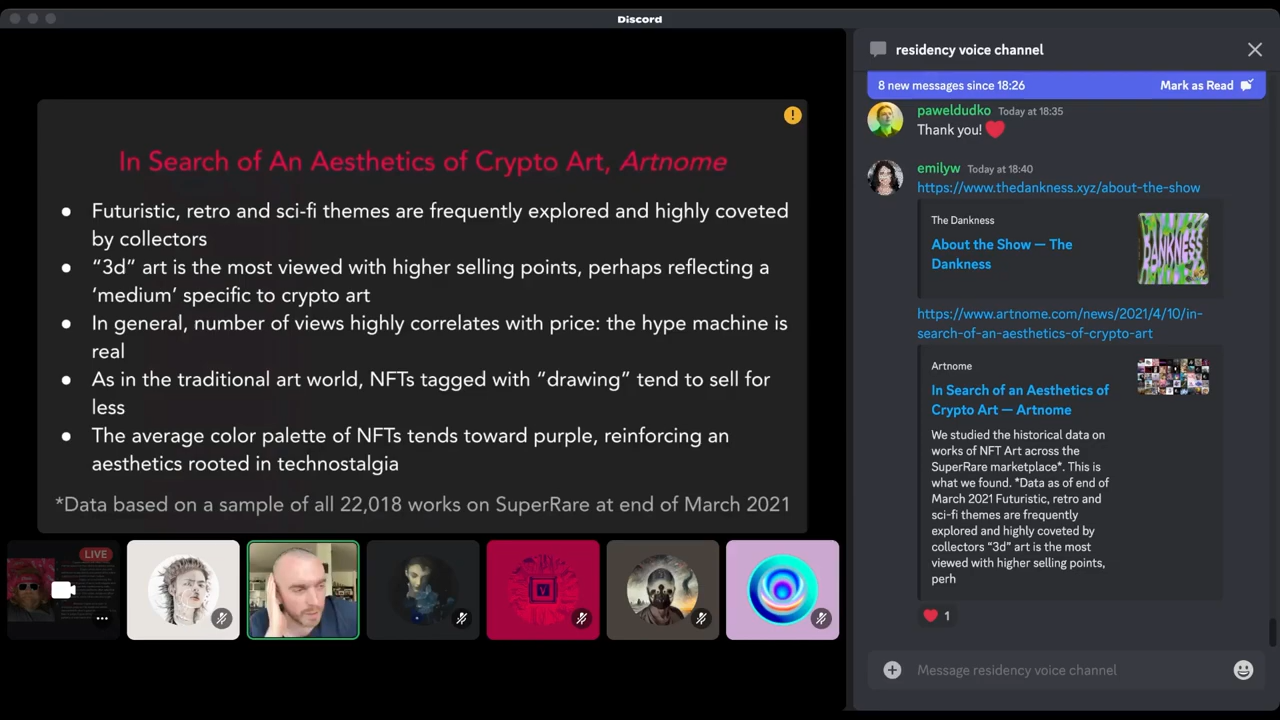 Discord
In Search of An Aesthetics of Crypto Art, Artnome
● Futuristic, retro and sci-fi themes are frequently explored and highly coveted
by collectors
● “3d” art is the most viewed with higher selling points, perhaps reflecting a
‘medium’ specific to crypto art
● In general, number of views highly correlates with price: the hype machine is
real
● As in the traditional art world, NFTs tagged with “drawing” tend to sell for
less
● The average color palette of NFTs tends toward purple, reinforcing an
aesthetics rooted in technostalgia
*Data based on a sample of all 22,018 works on SuperRare at end of March 2021
LIVE
V
residency voice channel
8 new messages since 18:26 Mark as Read
paweldudko Today at 18:35
Thank you! ❤️
emilyw Today at 18:40
https://www.thedankness.xyz/about-the-show
The Dankness
About the Show — The
Dankness
DANKNESS
https://www.artnome.com/news/2021/4/10/in-
search-of-an-aesthetics-of-crypto-art
Artnome
In Search of an Aesthetics of
Crypto Art — Artnome
We studied the historical data on
works of NFT Art across the
SuperRare marketplace*. This is
what we found. *Data as of end of
March 2021 Futuristic, retro and
sci-fi themes are frequently
explored and highly coveted by
collectors “3d” art is the most
viewed with higher selling points,
perh
❤️ 1
Message residency voice channel